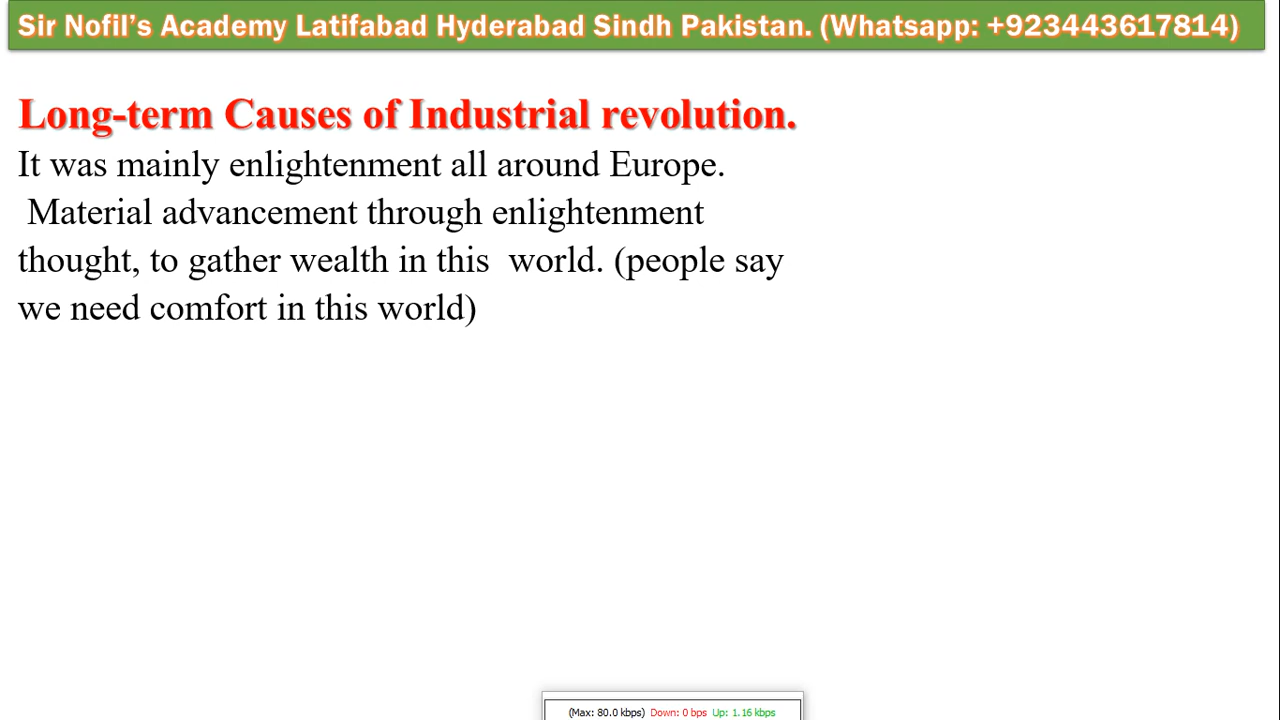 Sir Nofil's Academy Latifabad Hyderabad Sindh Pakistan. (Whatsapp: +923443617814)
Long-term Causes of Industrial revolution.
It was mainly enlightenment all around Europe.
Material advancement through enlightenment
thought, to gather wealth in this world. (people say
we need comfort in this world)
(Max: 80.0 kbps) Down: 0 bps Up: 1.16 kbps